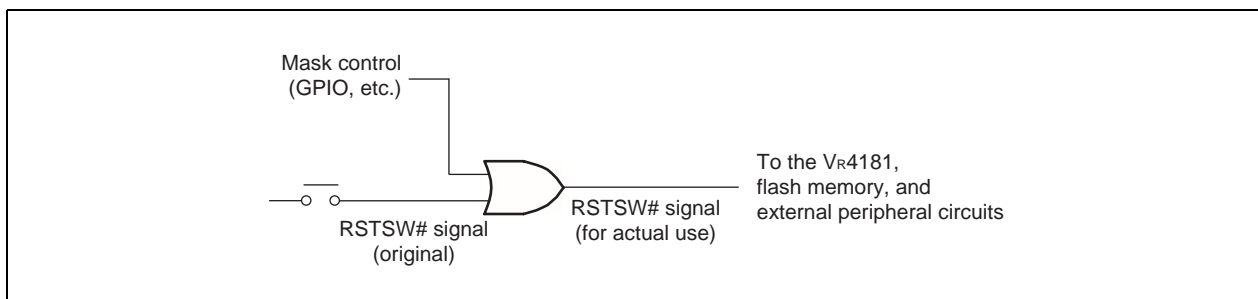 Mask control
(GPIO, etc.)
To the VR4181,
flash memory, and
external peripheral circuits
RSTSW# signal
(for actual use)
RSTSW# signal
(original)